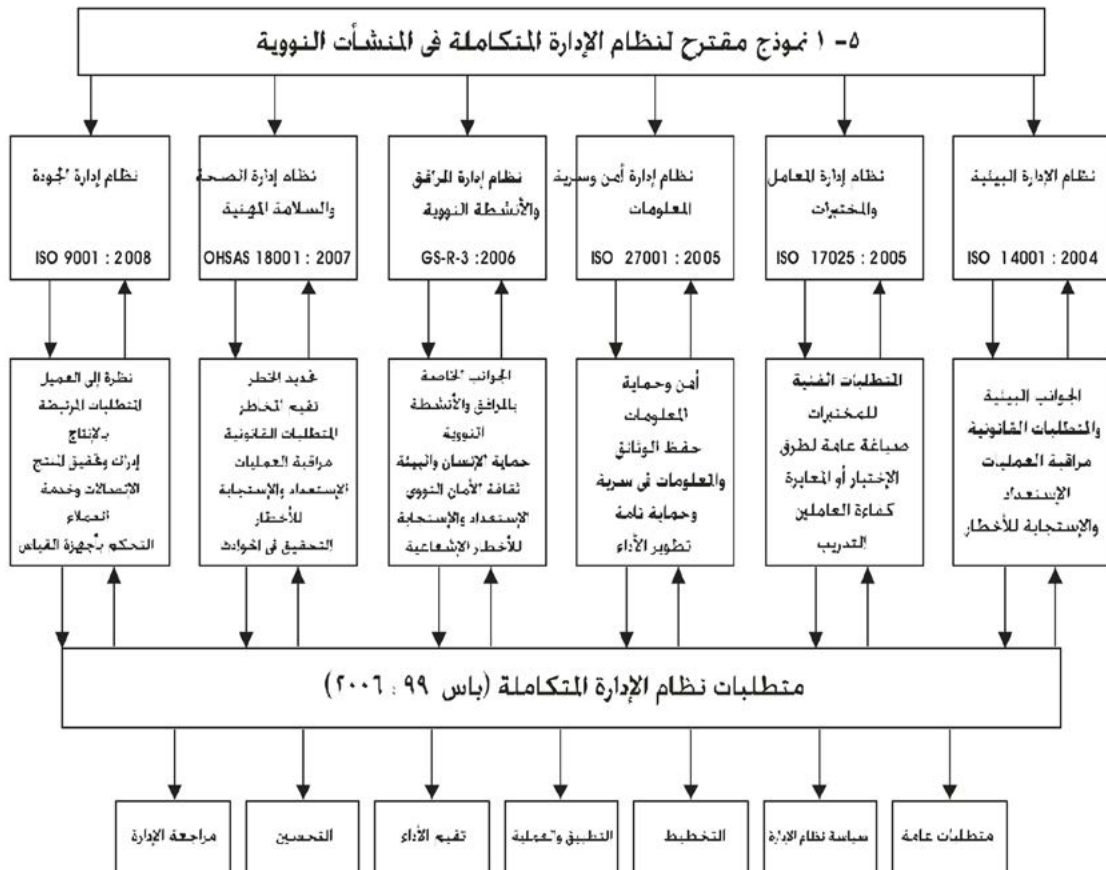 ٥- ١ نموذج مقترح لنظام الإدارة المتكاملة فى المنشأت النووية
نظام الإدارة البيئية
ISO 14001 : 2004
نظام إدارة المعامل
والمختبرات
ISO 17025 : 2005
نظام إدارة أمن وسرية
المعلومات
ISO 27001 : 2005
نظام إدارة المرافق
والأنشطة النووية
GS-R-3 :2006
نظام إدارة الصحة
والسلامة المهنية
OHSAS 18001 : 2007
نظام إدارة الجودة
ISO 9001 : 2008
الجوانب البيئية
والمتطلبات القانونية
مراقبة العمليات
الإستعداد
والإستجابة للأخطار
المتطلبات الفنية
للمختبرات
صياغة عامة لطرق
الإختبار أو المعايرة
كفاءة العاملين
التدريب
أمن وحماية
المعلومات
حفظ الوثائق
والمعلومات فى سرية
وحماية تامة
تطوير الأداء
الجوانب الخاصة
بالمرافق والأنشطة
النووية
حماية الإنسان والبيئة
ثقافة الأمان النووى
الإستعداد والإستجابة
للأخطار الإشعاعية
تحديد الخطر
تقيم المخاطر
المتطلبات القانونية
مراقبة العمليات
الإستعداد والإستجابة
للأخطار
التحقيق فى الحوادث
نظرة إلى العميل
المتطلبات المرتبطة
بالإنتاج
إدراك وتحقيق المنتج
الاتصالات وخدمة
العملاء
التحكم بأجهزة القياس
متطلبات نظام الإدارة المتكاملة (باس ٩٩ : ٢٠٠٦)
متطلبات عامة
سياسة نظام الإدارة
التخطيط
التطبيق والعملية
تقيم الأداء
التحسين
مراجعة الإدارة